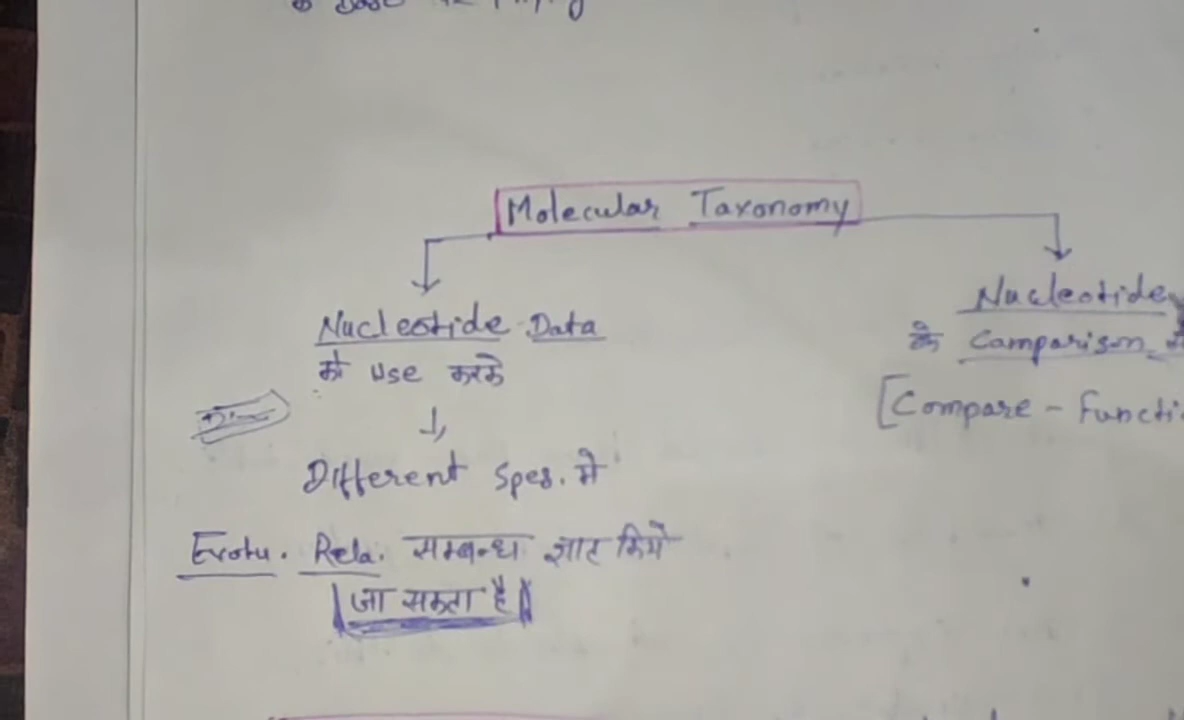 Molecular Taxonomy
Nucleotide Data
को use करके
Different Spes. मे
Evolu. Rela. सम्बन्ध ज्ञात किये
जा सकता है
Nucleotide
के Comparison
[Compare - Functi